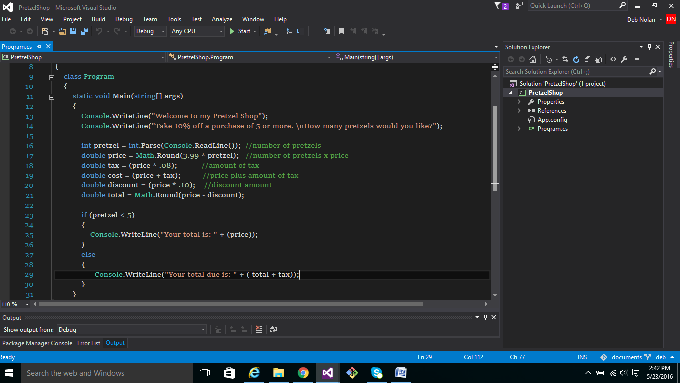 PretzelShop - Microsoft Visual Studio
2
Quick Launch (Ctrl+Q)
File Edit View Project Build Debug Team Tools Test Analyze Window Help
Deb Nolan
DN
Debug Any CPU Start
Program.cs
Solution Explorer
Properties
PretzelShop PretzelShop.Program Main(string[] args)
Search Solution Explorer (Ctrl+;)
Solution 'PretzelShop' (1 project)
PretzelShop
Properties
References
App.config
Program.cs
8 {
9 class Program
10 {
11 static void Main(string[] args)
12 {
13 Console.WriteLine("Welcome to my Pretzel Shop");
14 Console.WriteLine("Take 10% off a purchase of 5 or more. \nHow many pretzels would you like?");
15
16 int pretzel = int.Parse(Console.ReadLine()); //number of pretzels
17 double price = Math.Round(3.99 * pretzel); //number of pretzels x price
18 double tax = (price * .08); //amount of tax
19 double cost = (price + tax); //price plus amount of tax
20 double discount = (price * .10); //discount amount
21 double total = Math.Round(price - discount);
22
23 if (pretzel < 5)
24 {
25 Console.WriteLine("Your total is: " + (price));
26 }
27 else
28 {
29 Console.WriteLine("Your total due is: " + ( total + tax));
30 }
31 }
110 %
Output
Show output from: Debug
Package Manager Console Error List Output
Ready Ln 29 Col 112 Ch 77 INS documents deb
Search the web and Windows
2:42 PM
5/23/2016